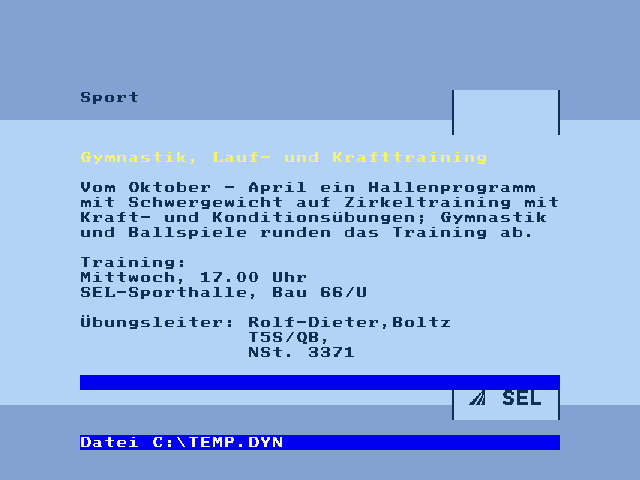 Sport
Gymnastik, Lauf- und Krafttraining
Vom Oktober - April ein Hallenprogramm
mit Schwergewicht auf Zirkeltraining mit
Kraft- und Konditionsübungen; Gymnastik
und Ballspiele runden das Training ab.
Training:
Mittwoch, 17.00 Uhr
SEL-Sporthalle, Bau 66/U
Übungsleiter: Rolf-Dieter,Boltz
T5S/QB,
NSt. 3371
SEL
Datei C:\TEMP.DYN